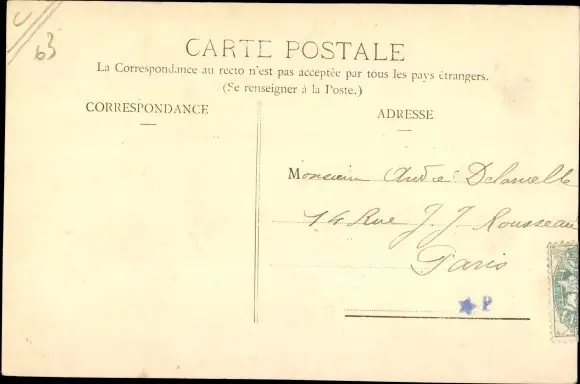 63
CARTE POSTALE
La Correspondance au recto n'est pas acceptée par tous les pays étrangers.
(Se renseigner à la Poste.)
CORRESPONDANCE
ADRESSE
Monsieur André Delamelle
14 Rue J. J. Rousseau
Paris
P